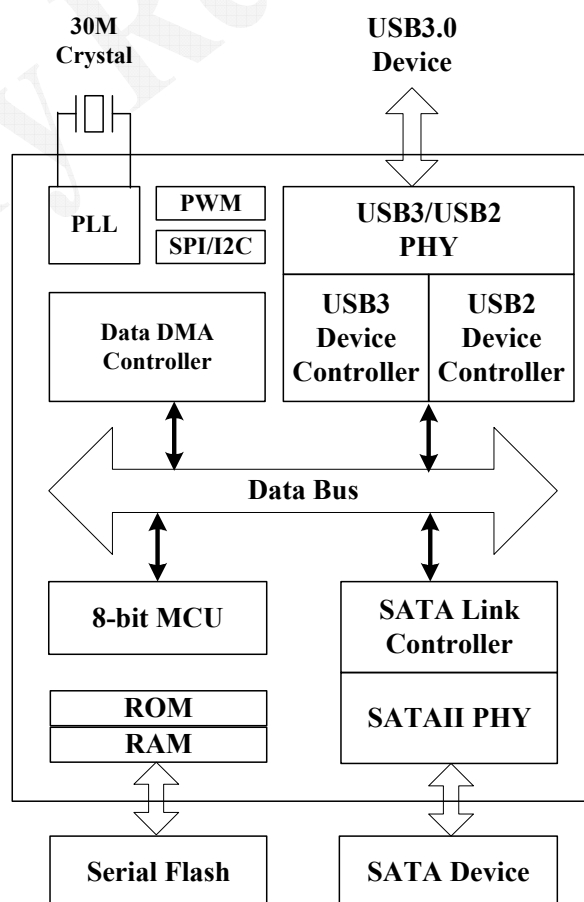 30M
Crystal
USB3.0
Device
PLL
PWM
SPI/I2C
USB3/USB2
PHY
Data DMA
Controller
USB3
Device
Controller
USB2
Device
Controller
Data Bus
8-bit MCU
SATA Link
Controller
ROM
RAM
SATAII PHY
Serial Flash
SATA Device